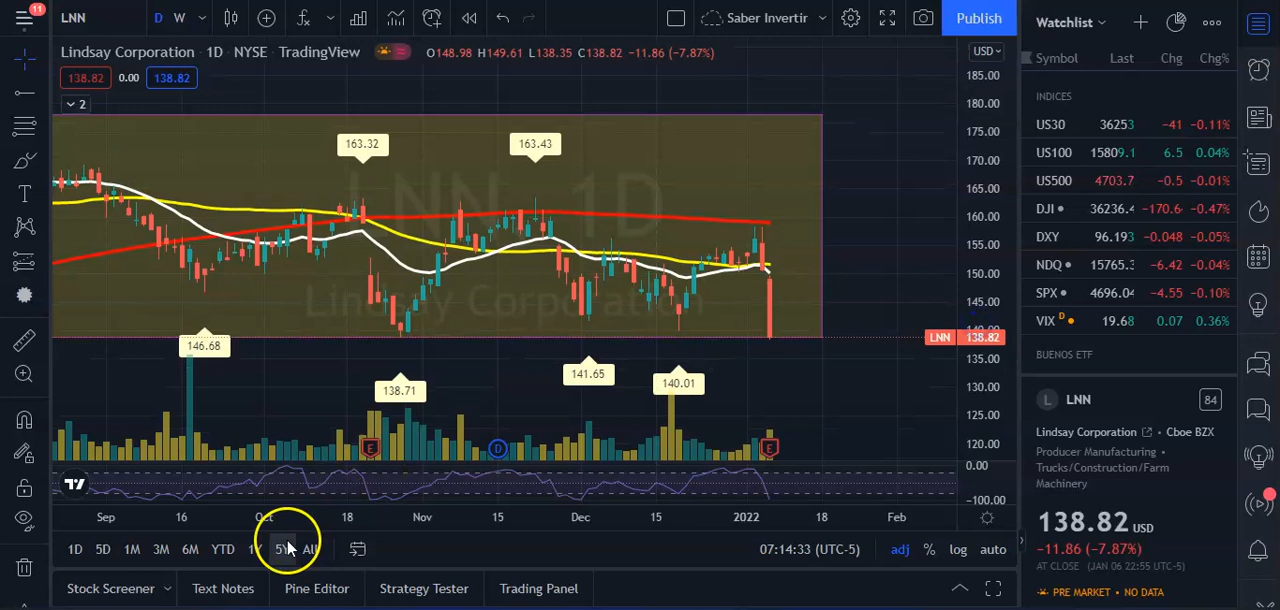 11
LNN
D W
Saber Invertir
Publish
Lindsay Corporation · 1D · NYSE · TradingView
O148.98 H149.61 L138.35 C138.82 −11.86 (−7.87%)
USD
138.82 0.00 138.82
2
LNN 1D
Lindsay Corporation
163.32
163.43
146.68
138.71
141.65
140.01
185.00
180.00
175.00
170.00
165.00
160.00
155.00
150.00
145.00
140.00
LNN 138.82
135.00
130.00
125.00
120.00
E
D
E
0.00
−100.00
Sep 16 Oct 18 Nov 15 Dec 15 2022 18 Feb
1D 5D 1M 3M 6M YTD 1Y 5Y All
07:14:33 (UTC-5) adj % log auto
Stock Screener Text Notes Pine Editor Strategy Tester Trading Panel
Watchlist
Symbol Last Chg Chg%
INDICES
US30 36253 −41 −0.11%
US100 15809.1 6.5 0.04%
US500 4703.7 −0.5 −0.01%
DJI 36236.4 −170.6 −0.47%
DXY 96.193 −0.048 −0.05%
NDQ 15765.3 −6.42 −0.04%
SPX 4696.04 −4.55 −0.10%
VIX D 19.68 0.07 0.36%
BUENOS ETF
L LNN 84
Lindsay Corporation • Cboe BZX
Producer Manufacturing •
Trucks/Construction/Farm
Machinery
138.82 USD
−11.86 (−7.87%)
AT CLOSE (JAN 06 22:55 UTC-5)
PRE MARKET • NO DATA